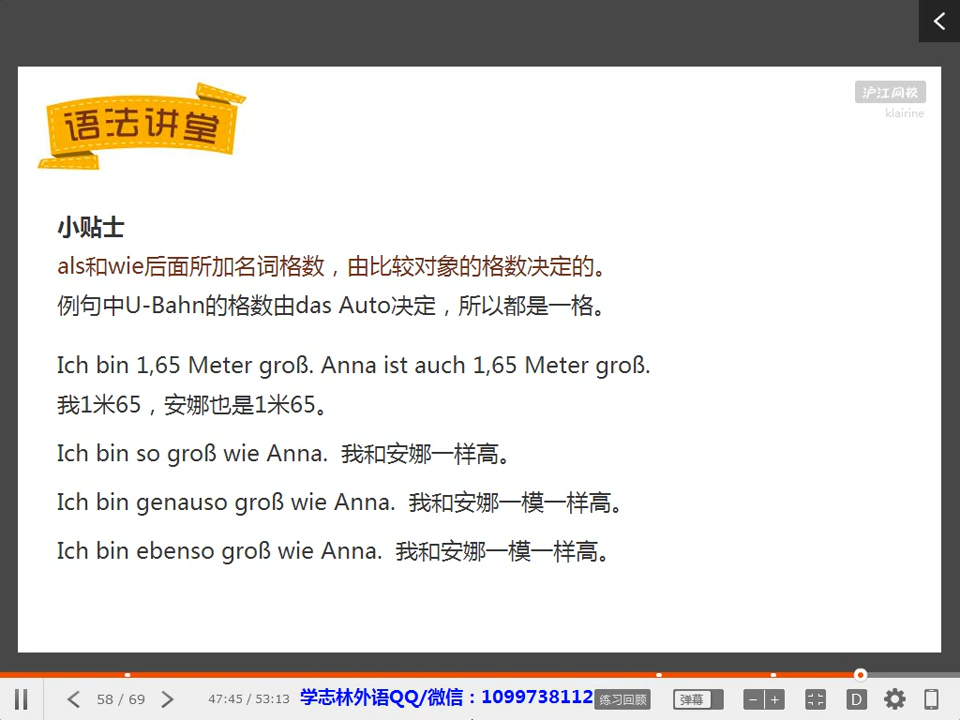 语法讲堂
沪江网校
klairine
小贴士
als和wie后面所加名词格数，由比较对象的格数决定的。
例句中U-Bahn的格数由das Auto决定，所以都是一格。
Ich bin 1,65 Meter groß. Anna ist auch 1,65 Meter groß.
我1米65，安娜也是1米65。
Ich bin so groß wie Anna. 我和安娜一样高。
Ich bin genauso groß wie Anna. 我和安娜一模一样高。
Ich bin ebenso groß wie Anna. 我和安娜一模一样高。
58 / 69 47:45 / 53:13 学志林外语QQ/微信：1099738112 练习回顾 弹幕 D